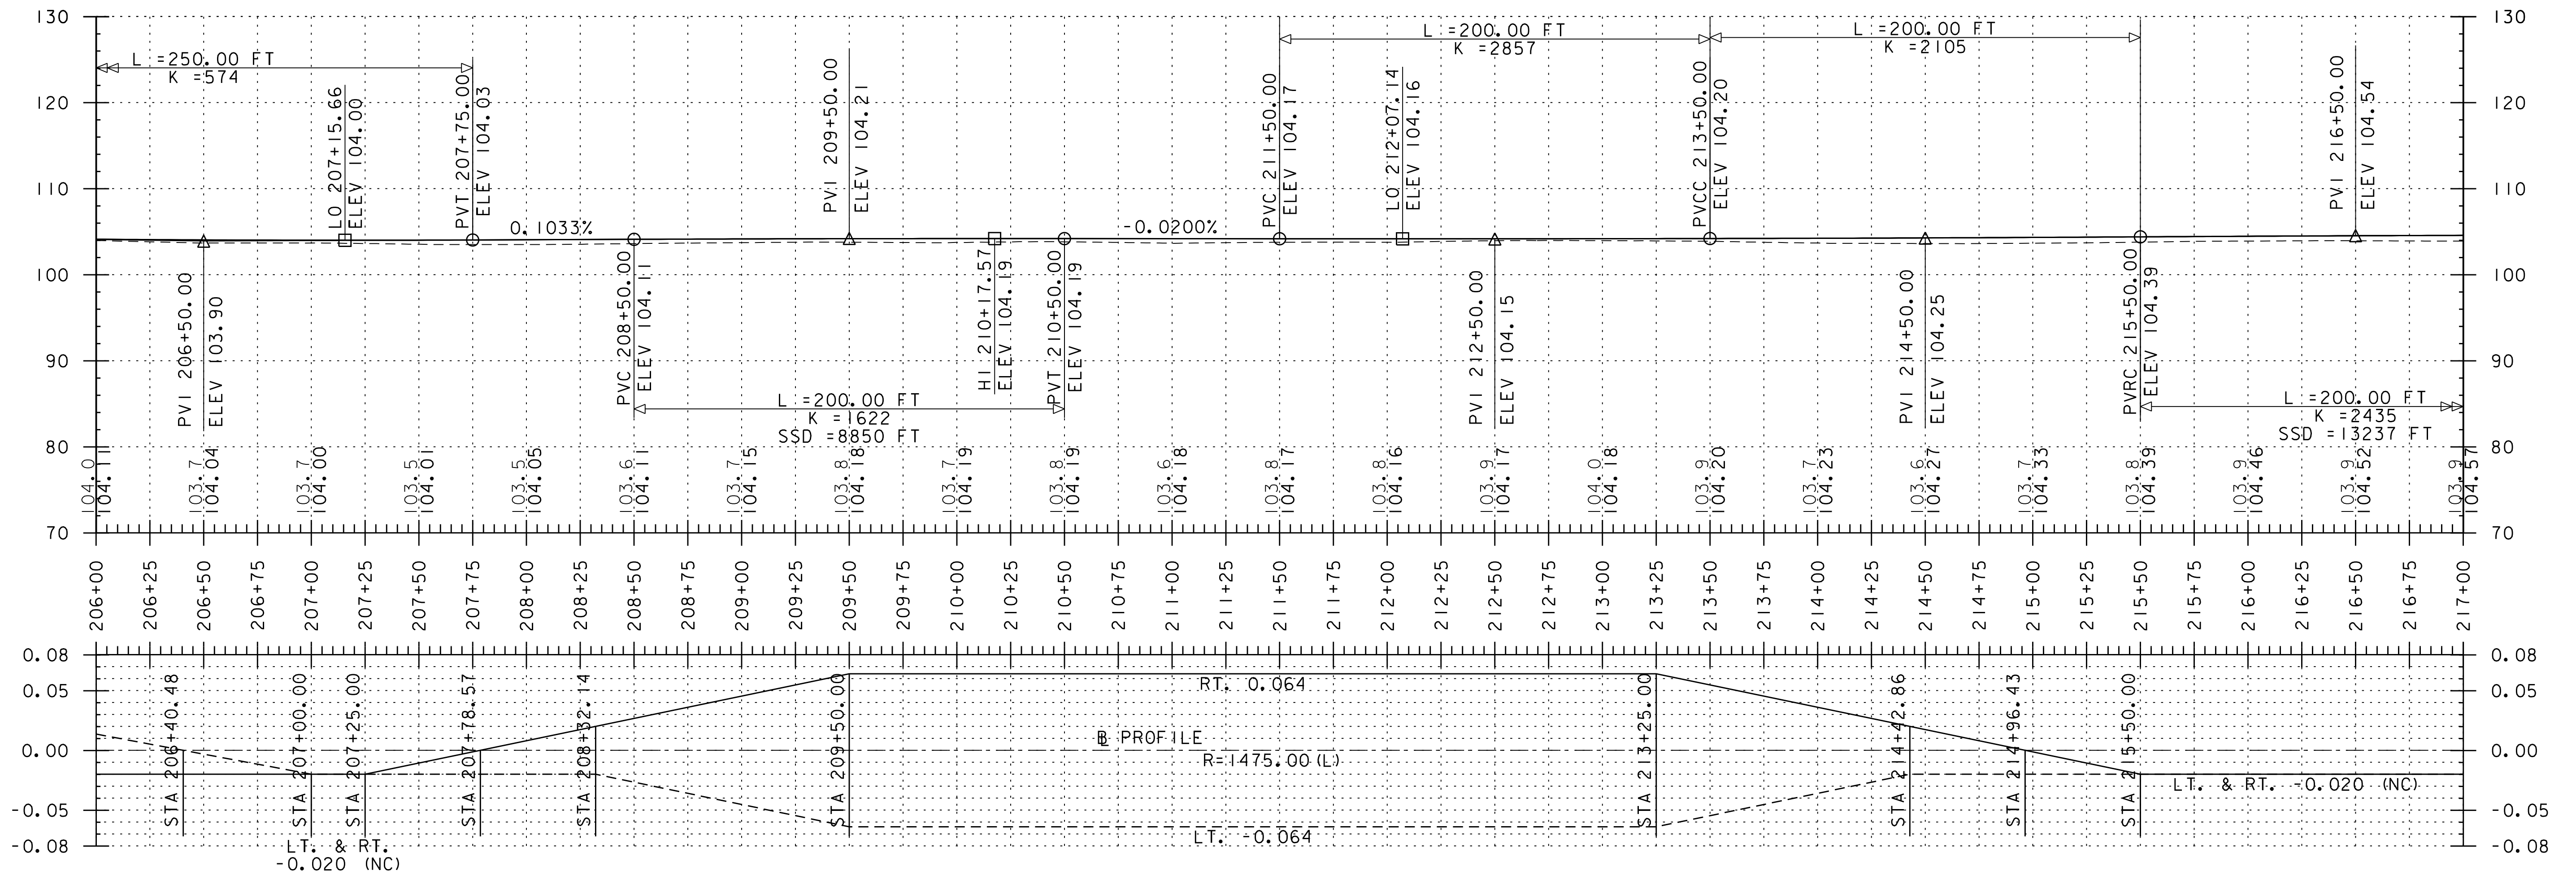 130
120
110
100
90
80
70
L =250.00 FT
K =574
LO 207+15.66
ELEV 104.00
PVT 207+75.00
ELEV 104.03
PVI 206+50.00
ELEV 103.90
0.1033%
PVC 208+50.00
ELEV 104.11
PVI 209+50.00
ELEV 104.21
L =200.00 FT
K =1622
SSD =8850 FT
HI 210+17.57
ELEV 104.19
PVT 210+50.00
ELEV 104.19
-0.0200%
PVC 211+50.00
ELEV 104.17
L =200.00 FT
K =2857
LO 212+07.14
ELEV 104.16
PVI 212+50.00
ELEV 104.15
PVCC 213+50.00
ELEV 104.20
L =200.00 FT
K =2105
PVI 214+50.00
ELEV 104.25
PVRC 215+50.00
ELEV 104.39
PVI 216+50.00
ELEV 104.54
L =200.00 FT
K =2435
SSD =13237 FT
130
120
110
100
90
80
70
104.0
104.11
103.7
104.04
103.7
104.00
103.5
104.01
103.5
104.05
103.6
104.11
103.7
104.15
103.8
104.18
103.7
104.19
103.8
104.19
103.6
104.18
103.8
104.17
103.8
104.16
103.9
104.17
104.0
104.18
103.9
104.20
103.7
104.23
103.6
104.27
103.7
104.33
103.8
104.39
103.9
104.46
103.9
104.52
103.9
104.57
206+00
206+25
206+50
206+75
207+00
207+25
207+50
207+75
208+00
208+25
208+50
208+75
209+00
209+25
209+50
209+75
210+00
210+25
210+50
210+75
211+00
211+25
211+50
211+75
212+00
212+25
212+50
212+75
213+00
213+25
213+50
213+75
214+00
214+25
214+50
214+75
215+00
215+25
215+50
215+75
216+00
216+25
216+50
216+75
217+00
0.08
0.05
0.00
-0.05
-0.08
STA 206+40.48
STA 207+00.00
STA 207+25.00
STA 207+78.57
STA 208+32.14
STA 209+50.00
RT. 0.064
BL PROFILE
R=1475.00 (L)
LT. -0.064
STA 213+25.00
STA 214+42.86
STA 214+96.43
STA 215+50.00
LT. & RT. -0.020 (NC)
LT. & RT.
-0.020 (NC)
0.08
0.05
0.00
-0.05
-0.08